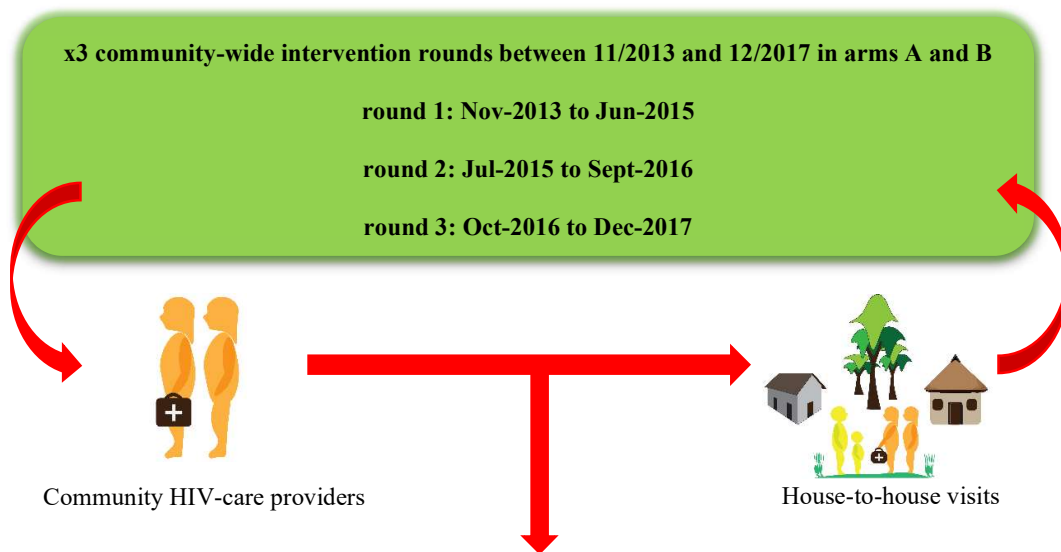 x3 community-wide intervention rounds between 11/2013 and 12/2017 in arms A and B
round 1: Nov-2013 to Jun-2015
round 2: Jul-2015 to Sept-2016
round 3: Oct-2016 to Dec-2017
Community HIV-care providers
House-to-house visits